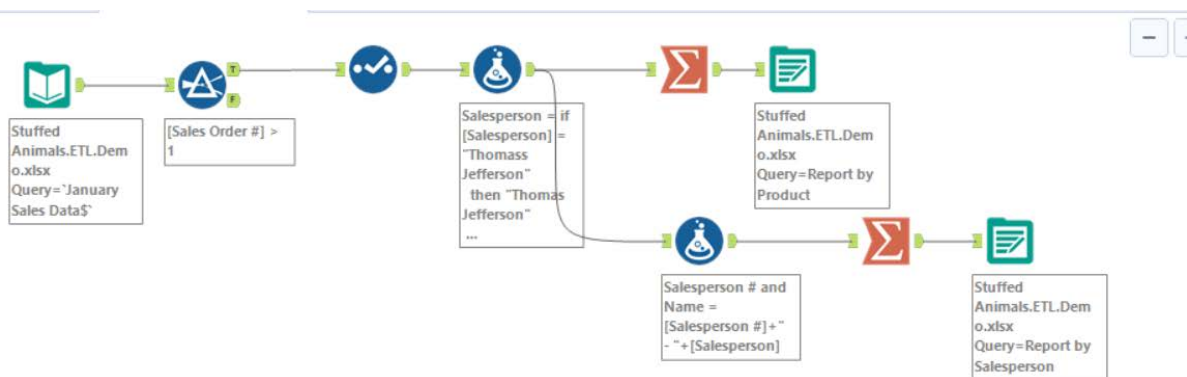 T
F
Stuffed
Animals.ETL.Dem
o.xlsx
Query=`January
Sales Data$`
[Sales Order #] >
1
Salesperson = if
[Salesperson] =
"Thomass
Jefferson"
then "Thomas
Jefferson"
...
Stuffed
Animals.ETL.Dem
o.xlsx
Query=Report by
Product
Salesperson # and
Name =
[Salesperson #]+"
- "+[Salesperson]
Stuffed
Animals.ETL.Dem
o.xlsx
Query=Report by
Salesperson